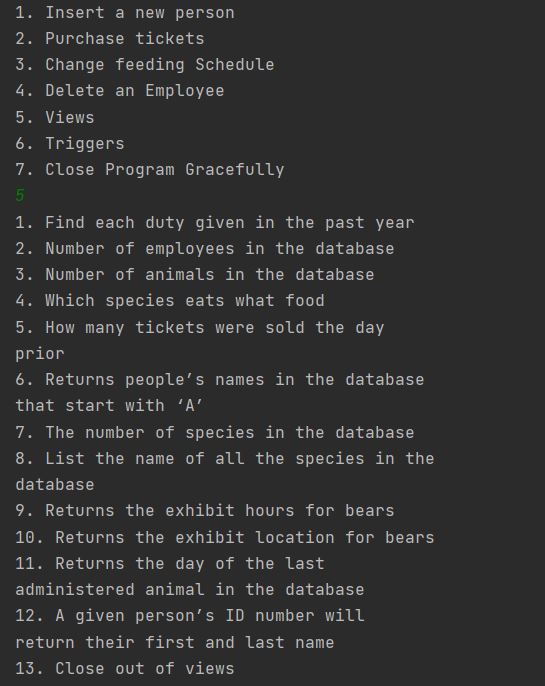 1. Insert a new person
2. Purchase tickets
3. Change feeding Schedule
4. Delete an Employee
5. Views
6. Triggers
7. Close Program Gracefully
5
1. Find each duty given in the past year
2. Number of employees in the database
3. Number of animals in the database
4. Which species eats what food
5. How many tickets were sold the day
prior
6. Returns people’s names in the database
that start with ‘A’
7. The number of species in the database
8. List the name of all the species in the
database
9. Returns the exhibit hours for bears
10. Returns the exhibit location for bears
11. Returns the day of the last
administered animal in the database
12. A given person’s ID number will
return their first and last name
13. Close out of views